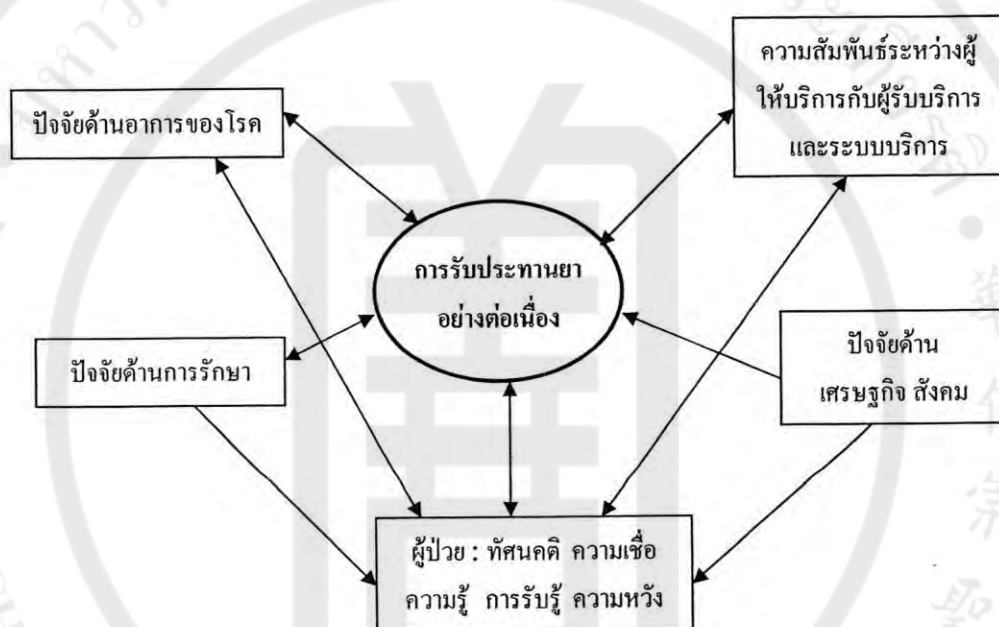 ความสัมพันธ์ระหว่างผู้
ให้บริการกับผู้รับบริการ
และระบบบริการ
ปัจจัยด้านอาการของโรค
การรับประทานยา
อย่างต่อเนื่อง
ปัจจัยด้านการรักษา
ปัจจัยด้าน
เศรษฐกิจ สังคม
ผู้ป่วย : ทัศนคติ ความเชื่อ
ความรู้ การรับรู้ ความหวัง